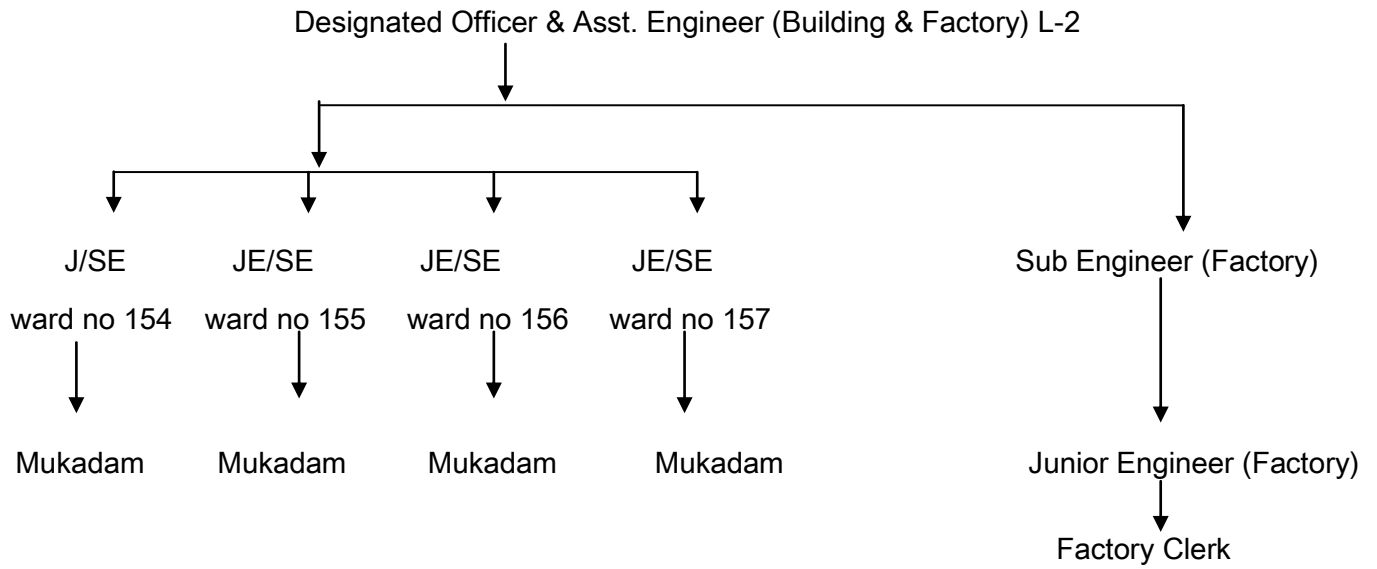 Designated Officer & Asst. Engineer (Building & Factory) L-2
J/SE JE/SE JE/SE JE/SE Sub Engineer (Factory)
ward no 154 ward no 155 ward no 156 ward no 157
Mukadam Mukadam Mukadam Mukadam Junior Engineer (Factory)
Factory Clerk